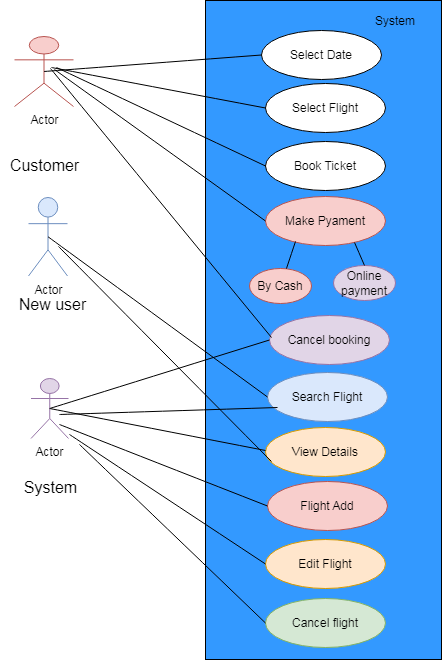 System
Select Date
Select Flight
Actor
Customer
Book Ticket
Make Pyament
By Cash
Online
payment
Actor
New user
Cancel booking
Search Flight
Actor
View Details
System
Flight Add
Edit Flight
Cancel flight